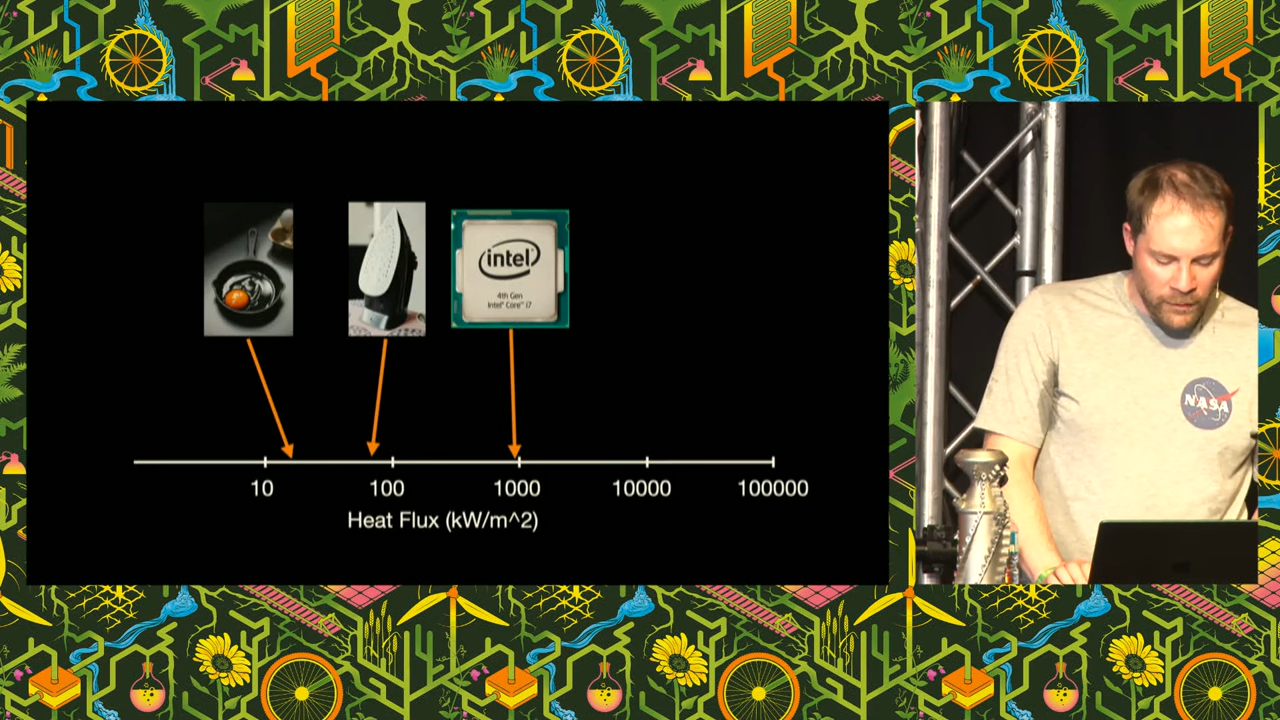 intel
4th Gen
Intel® Core™ i7
10
100
1000
10000
100000
Heat Flux (kW/m^2)
NASA